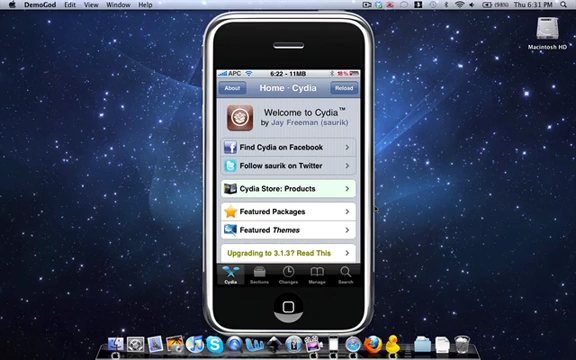 DemoGod Edit View Window Help
Thu 6:31 PM
Macintosh HD
APC 6:22 - 11MB
About Home · Cydia Reload
Welcome to Cydia™
by Jay Freeman (saurik)
Find Cydia on Facebook
Follow saurik on Twitter
Cydia Store: Products
Featured Packages
Featured Themes
Upgrading to 3.1.3? Read This
Cydia Sections Changes Manage Search